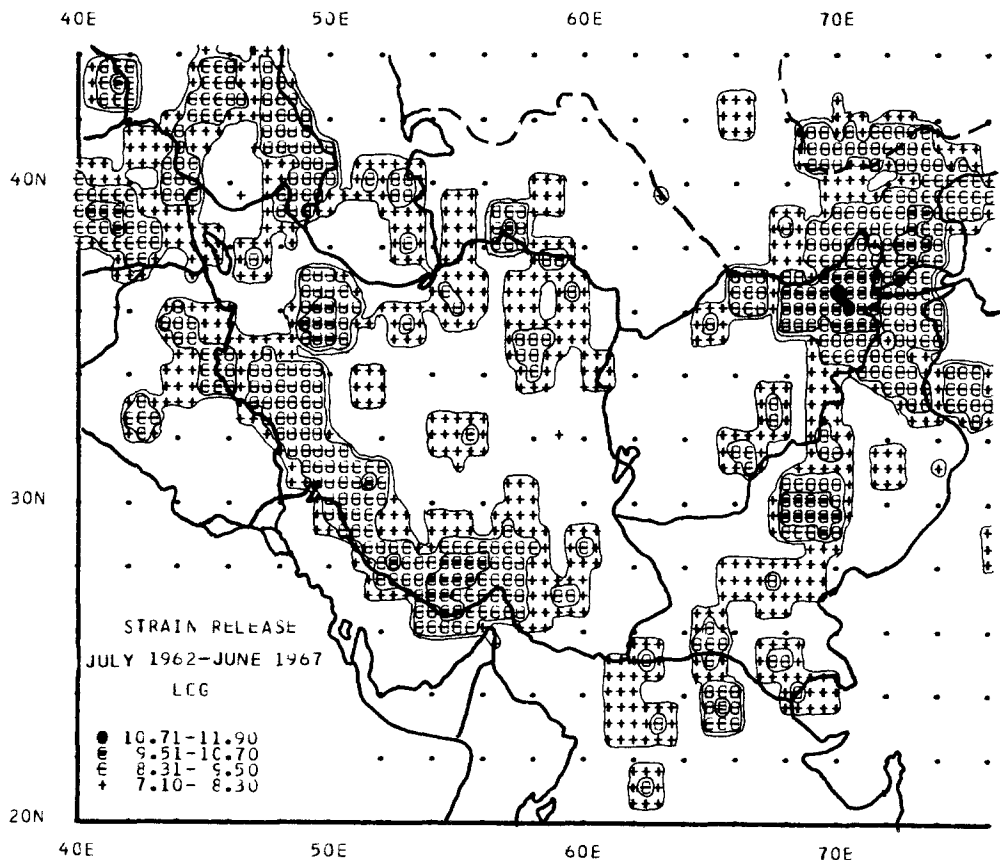 40E 50E 60E 70E
40N
30N
STRAIN RELEASE
JULY 1962-JUNE 1967
LCG
10.71-11.90
9.51-10.70
8.31- 9.50
+ 7.10- 8.30
20N
40E 50E 60E 70E